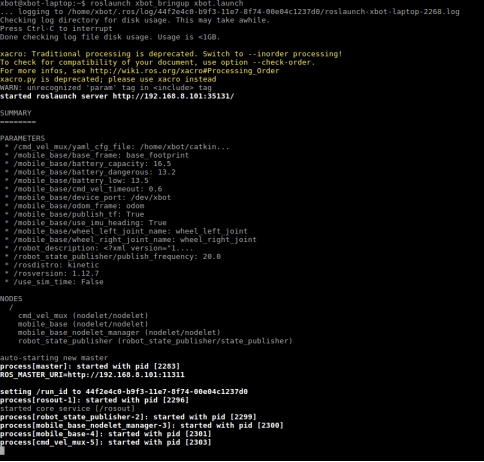 xbot@xbot-laptop:~$ roslaunch xbot_bringup xbot.launch
... logging to /home/xbot/.ros/log/44f2e4c0-b9f3-11e7-8f74-00e04c1237d0/roslaunch-xbot-laptop-2268.log
Checking log directory for disk usage. This may take awhile.
Press Ctrl-C to interrupt
Done checking log file disk usage. Usage is <1GB.
xacro: Traditional processing is deprecated. Switch to --inorder processing!
To check for compatibility of your document, use option --check-order.
For more infos, see http://wiki.ros.org/xacro#Processing_Order
xacro.py is deprecated; please use xacro instead
WARN: unrecognized 'param' tag in <include> tag
started roslaunch server http://192.168.8.101:35131/
SUMMARY
========
PARAMETERS
* /cmd_vel_mux/yaml_cfg_file: /home/xbot/catkin...
* /mobile_base/base_frame: base_footprint
* /mobile_base/battery_capacity: 16.5
* /mobile_base/battery_dangerous: 13.2
* /mobile_base/battery_low: 13.5
* /mobile_base/cmd_vel_timeout: 0.6
* /mobile_base/device_port: /dev/xbot
* /mobile_base/odom_frame: odom
* /mobile_base/publish_tf: True
* /mobile_base/use_imu_heading: True
* /mobile_base/wheel_left_joint_name: wheel_left_joint
* /mobile_base/wheel_right_joint_name: wheel_right_joint
* /robot_description: <?xml version="1....
* /robot_state_publisher/publish_frequency: 20.0
* /rosdistro: kinetic
* /rosversion: 1.12.7
* /use_sim_time: False
NODES
/
cmd_vel_mux (nodelet/nodelet)
mobile_base (nodelet/nodelet)
mobile_base_nodelet_manager (nodelet/nodelet)
robot_state_publisher (robot_state_publisher/state_publisher)
auto-starting new master
process[master]: started with pid [2283]
ROS_MASTER_URI=http://192.168.8.101:11311
setting /run_id to 44f2e4c0-b9f3-11e7-8f74-00e04c1237d0
process[rosout-1]: started with pid [2296]
started core service [/rosout]
process[robot_state_publisher-2]: started with pid [2299]
process[mobile_base_nodelet_manager-3]: started with pid [2300]
process[mobile_base-4]: started with pid [2301]
process[cmd_vel_mux-5]: started with pid [2303]